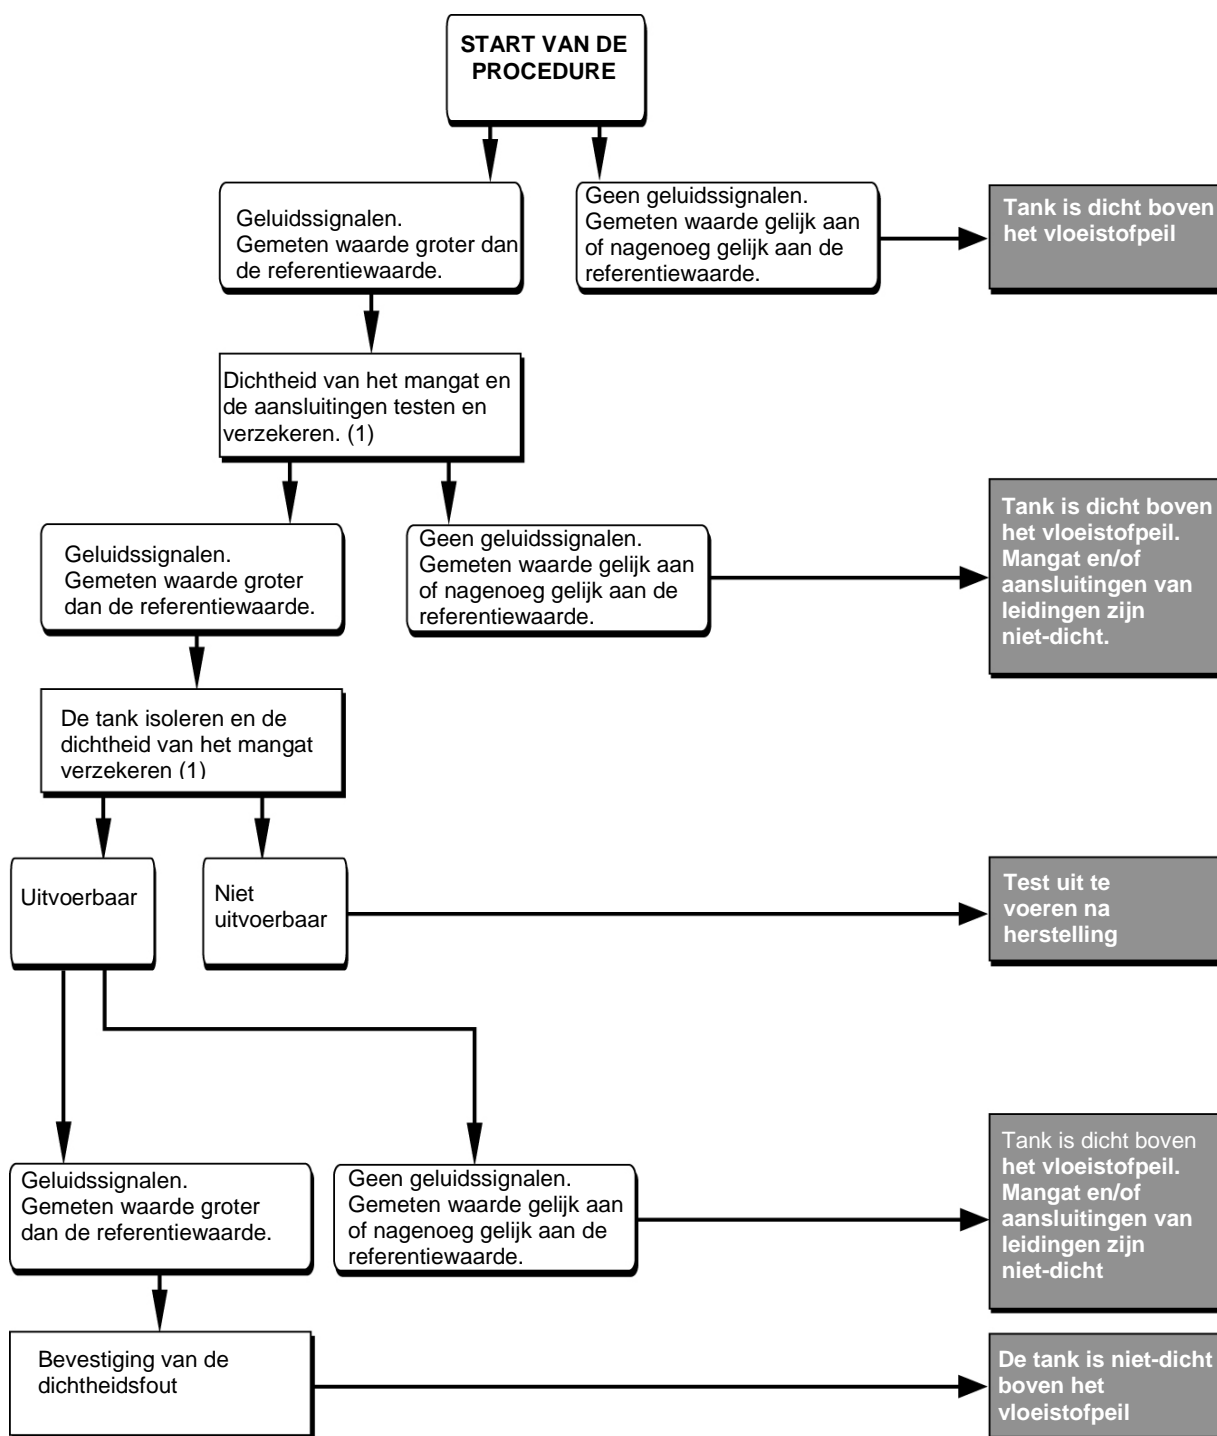 START VAN DE
PROCEDURE
Geluidssignalen.
Gemeten waarde groter dan
de referentiewaarde.
Geen geluidssignalen.
Gemeten waarde gelijk aan
of nagenoeg gelijk aan de
referentiewaarde.
Tank is dicht boven
het vloeistofpeil
Dichtheid van het mangat en
de aansluitingen testen en
verzekeren. (1)
Geluidssignalen.
Gemeten waarde groter
dan de referentiewaarde.
Geen geluidssignalen.
Gemeten waarde gelijk aan
of nagenoeg gelijk aan de
referentiewaarde.
Tank is dicht boven
het vloeistofpeil.
Mangat en/of
aansluitingen van
leidingen zijn
niet-dicht.
De tank isoleren en de
dichtheid van het mangat
verzekeren (1)
Uitvoerbaar
Niet
uitvoerbaar
Test uit te
voeren na
herstelling
Geluidssignalen.
Gemeten waarde groter
dan de referentiewaarde.
Geen geluidssignalen.
Gemeten waarde gelijk aan
of nagenoeg gelijk aan de
referentiewaarde.
Tank is dicht boven
het vloeistofpeil.
Mangat en/of
aansluitingen van
leidingen zijn
niet-dicht
Bevestiging van de
dichtheidsfout
De tank is niet-dicht
boven het
vloeistofpeil